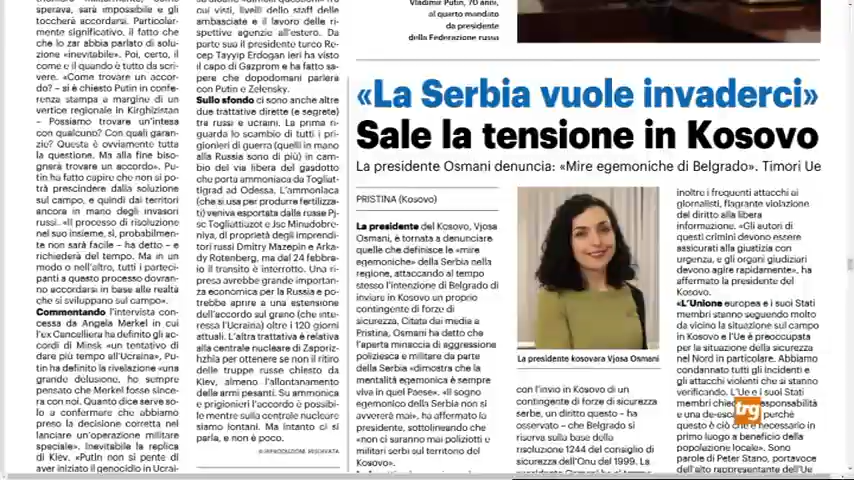 sperava, sarà impossibile e gli
toccherà accordarsi. Particolar-
mente significativo, il fatto che
che lo zar abbia parlato di solu-
zione «inevitabile». Poi, certo, il
come e il quando è tutto da scri-
vere. «Come trovare un accor-
do? – si è chiesto Putin in confe-
renza stampa a margine di un
vertice regionale in Kirghizistan
– Possiamo trovare un'intesa
con qualcuno? Con quali garan-
zie? Questa è ovviamente tutta
la questione. Ma alla fine biso-
gnerà trovare un accordo». Pu-
tin ha fatto capire che non si po-
trà prescindere dalla soluzione
sul campo, e quindi dai territori
ancora in mano degli invasori
russi. «Il processo di risoluzione
nel suo insieme, sì, probabilmen-
te non sarà facile – ha detto – e
richiederà del tempo. Ma in un
modo o nell'altro, tutti i parteci-
panti a questo processo dovran-
no accordarsi in base alle realtà
che si sviluppano sul campo».
Commentando l'intervista con-
cessa da Angela Merkel in cui
l'ex Cancelliera ha definito gli ac-
cordi di Minsk «un tentativo di
dare più tempo all'Ucraina», Pu-
tin ha definito la rivelazione «una
grande delusione, ho sempre
pensato che Merkel fosse since-
ra con noi. Quanto dice serve so-
lo a confermare che abbiamo
preso la decisione corretta nel
lanciare un'operazione militare
speciale». Inevitabile la replica
di Kiev. «Putin non si pente di
aver iniziato il genocidio in Ucrai-
cui visti, livelli dello staff delle
ambasciate e il lavoro delle ri-
spettive agenzie all'estero. Da
parte sua il presidente turco Re-
cep Tayyip Erdogan ieri ha visto
il capo di Gazprom e ha fatto sa-
pere che dopodomani parlerà
con Putin e Zelensky.
Sullo sfondo ci sono anche altre
due trattative dirette (e segrete)
tra russi e ucraini. La prima ri-
guarda lo scambio di tutti i pri-
gionieri di guerra (quelli in mano
alla Russia sono di più) in cam-
bio del via libera del gasdotto
che porta ammoniaca da Togliat-
tigrad ad Odessa. L'ammoniaca
(che si usa per produrre fertilizzan-
ti) veniva esportata dalle russe Pj-
sc Togliattiazot e Jsc Minudobre-
niya, di proprietà degli imprendi-
tori russi Dmitry Mazepin e Arka-
dy Rotenberg, ma dal 24 febbra-
io il transito è interrotto. Una ri-
presa avrebbe grande importan-
za economica per la Russia e po-
trebbe aprire a una estensione
dell'accordo sul grano (che inte-
ressa l'Ucraina) oltre i 120 giorni
attuali. L'altra trattativa è relativa
alla centrale nucleare di Zaporiz-
hzhia per ottenere se non il ritiro
delle truppe russe chiesto da
Kiev, almeno l'allontanamento
delle armi pesanti. Su ammonica
e prigionieri l'accordo è possibi-
le mentre sulla centrale nucleare
siamo lontani. Ma intanto ci si
parla, e non è poco.
©RIPRODUZIONE RISERVATA
Vladimir Putin, 70 anni,
al quarto mandato
da presidente
della Federazione russa
«La Serbia vuole invaderci»
Sale la tensione in Kosovo
La presidente Osmani denuncia: «Mire egemoniche di Belgrado». Timori Ue
PRISTINA (Kosovo)
La presidente del Kosovo, Vjosa
Osmani, è tornata a denunciare
quelle che definisce le «mire
egemoniche» della Serbia nella
regione, attaccando al tempo
stesso l'intenzione di Belgrado di
inviare in Kosovo un proprio
contingente di forze di
sicurezza. Citata dai media a
Pristina, Osmani ha detto che
l'aperta minaccia di aggressione
poliziesca e militare da parte
della Serbia «dimostra che la
mentalità egemonica è sempre
viva in quel Paese». «Il sogno
egemonico della Serbia non si
avvererà mai», ha affermato la
presidente, sottolineando che
«non ci saranno mai poliziotti e
militari serbi sul territorio del
Kosovo».
La presidente kosovara Vjosa Osmani
con l'invio in Kosovo di un
contingente di forze di sicurezza
serbe, un diritto questo – ha
osservato – che Belgrado si
riserva sulla base della
risoluzione 1244 del consiglio di
sicurezza dell'Onu del 1999. La
inoltre i frequenti attacchi ai
giornalisti, flagrante violazione
del diritto alla libera
informazione. «Gli autori di
questi crimini devono essere
assicurati alla giustizia con
urgenza, e gli organi giudiziari
devono agire rapidamente», ha
affermato la presidente del
Kosovo.
«L'Unione europea e i suoi Stati
membri stanno seguendo molto
da vicino la situazione sul campo
in Kosovo e l'Ue è preoccupata
per la situazione della sicurezza
nel Nord in particolare. Abbiamo
condannato tutti gli incidenti e
gli attacchi violenti che si stanno
verificando. L'Ue e i suoi Stati
membri responsabilità
e una de- perché
questo è ciò che è necessario in
primo luogo a beneficio della
popolazione locale». Sono
parole di Peter Stano, portavoce
dell'alto rappresentante dell'Ue
trg